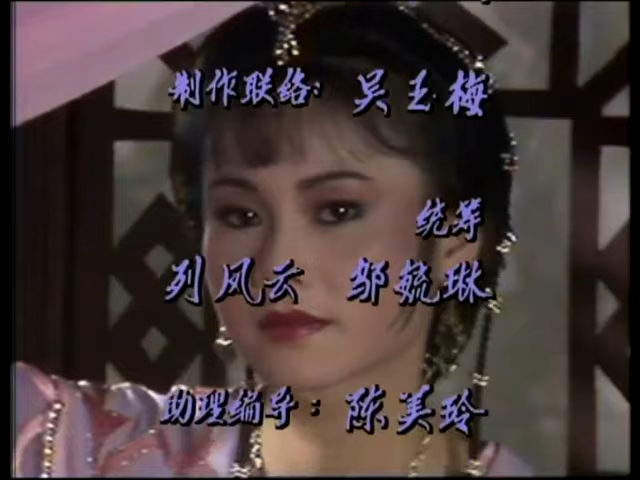 制作联络：吴玉梅
统筹
列风云 邬毓琳
助理编导：陈美玲